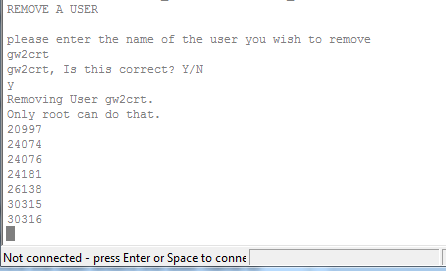 REMOVE A USER
please enter the name of the user you wish to remove
gw2crt
gw2crt, Is this correct? Y/N
y
Removing User gw2crt.
Only root can do that.
20997
24074
24076
24181
26138
30315
30316
Not connected - press Enter or Space to conne